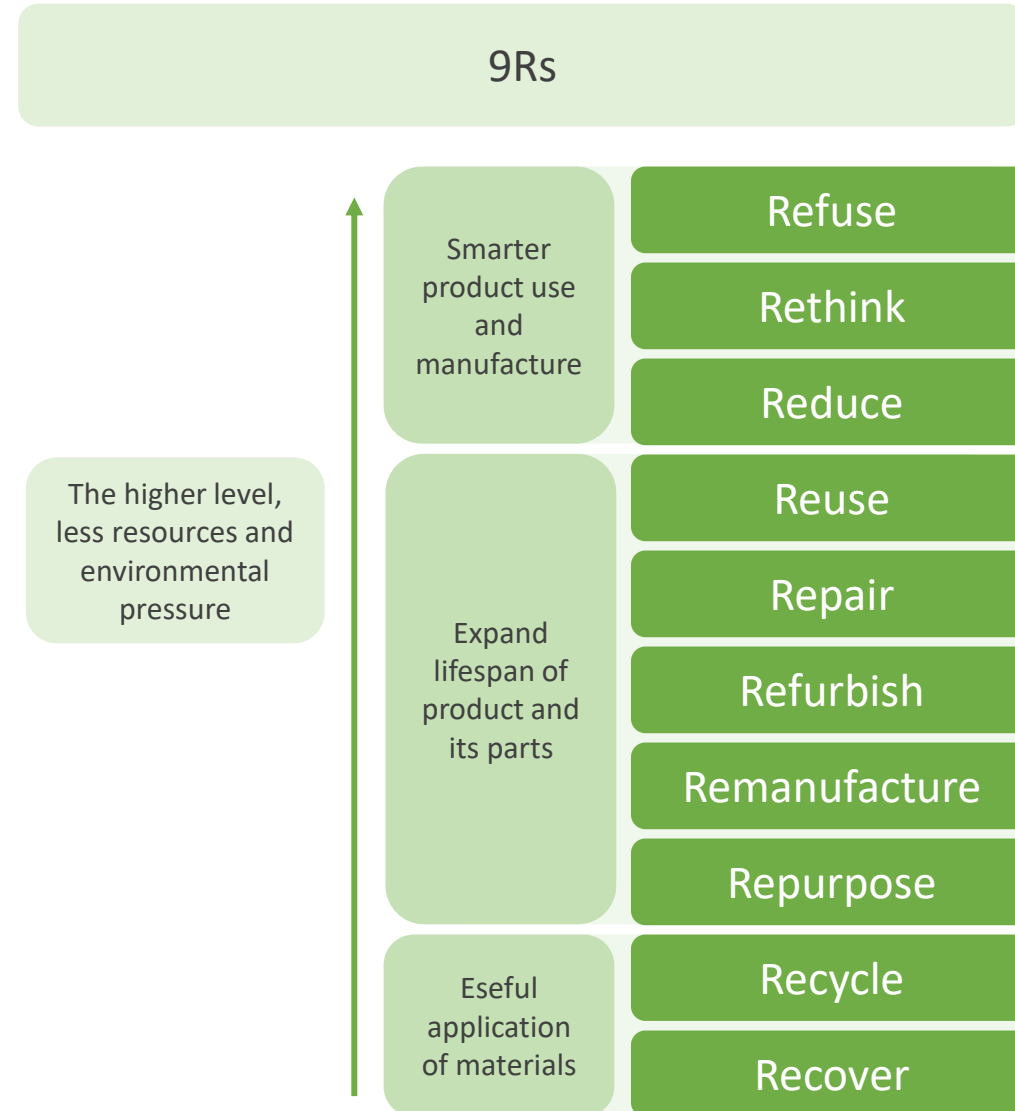 9Rs
The higher level,
less resources and
environmental
pressure
Smarter
product use
and
manufacture
Refuse
Rethink
Reduce
Expand
lifespan of
product and
its parts
Reuse
Repair
Refurbish
Remanufacture
Repurpose
Eseful
application
of materials
Recycle
Recover